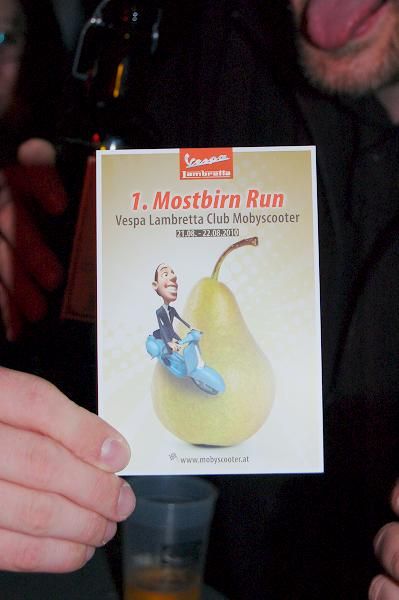 Vespa
Lambretta
1. Mostbirn Run
Vespa Lambretta Club Mobyscooter
21.08. - 22.08.2010
www.mobyscooter.at